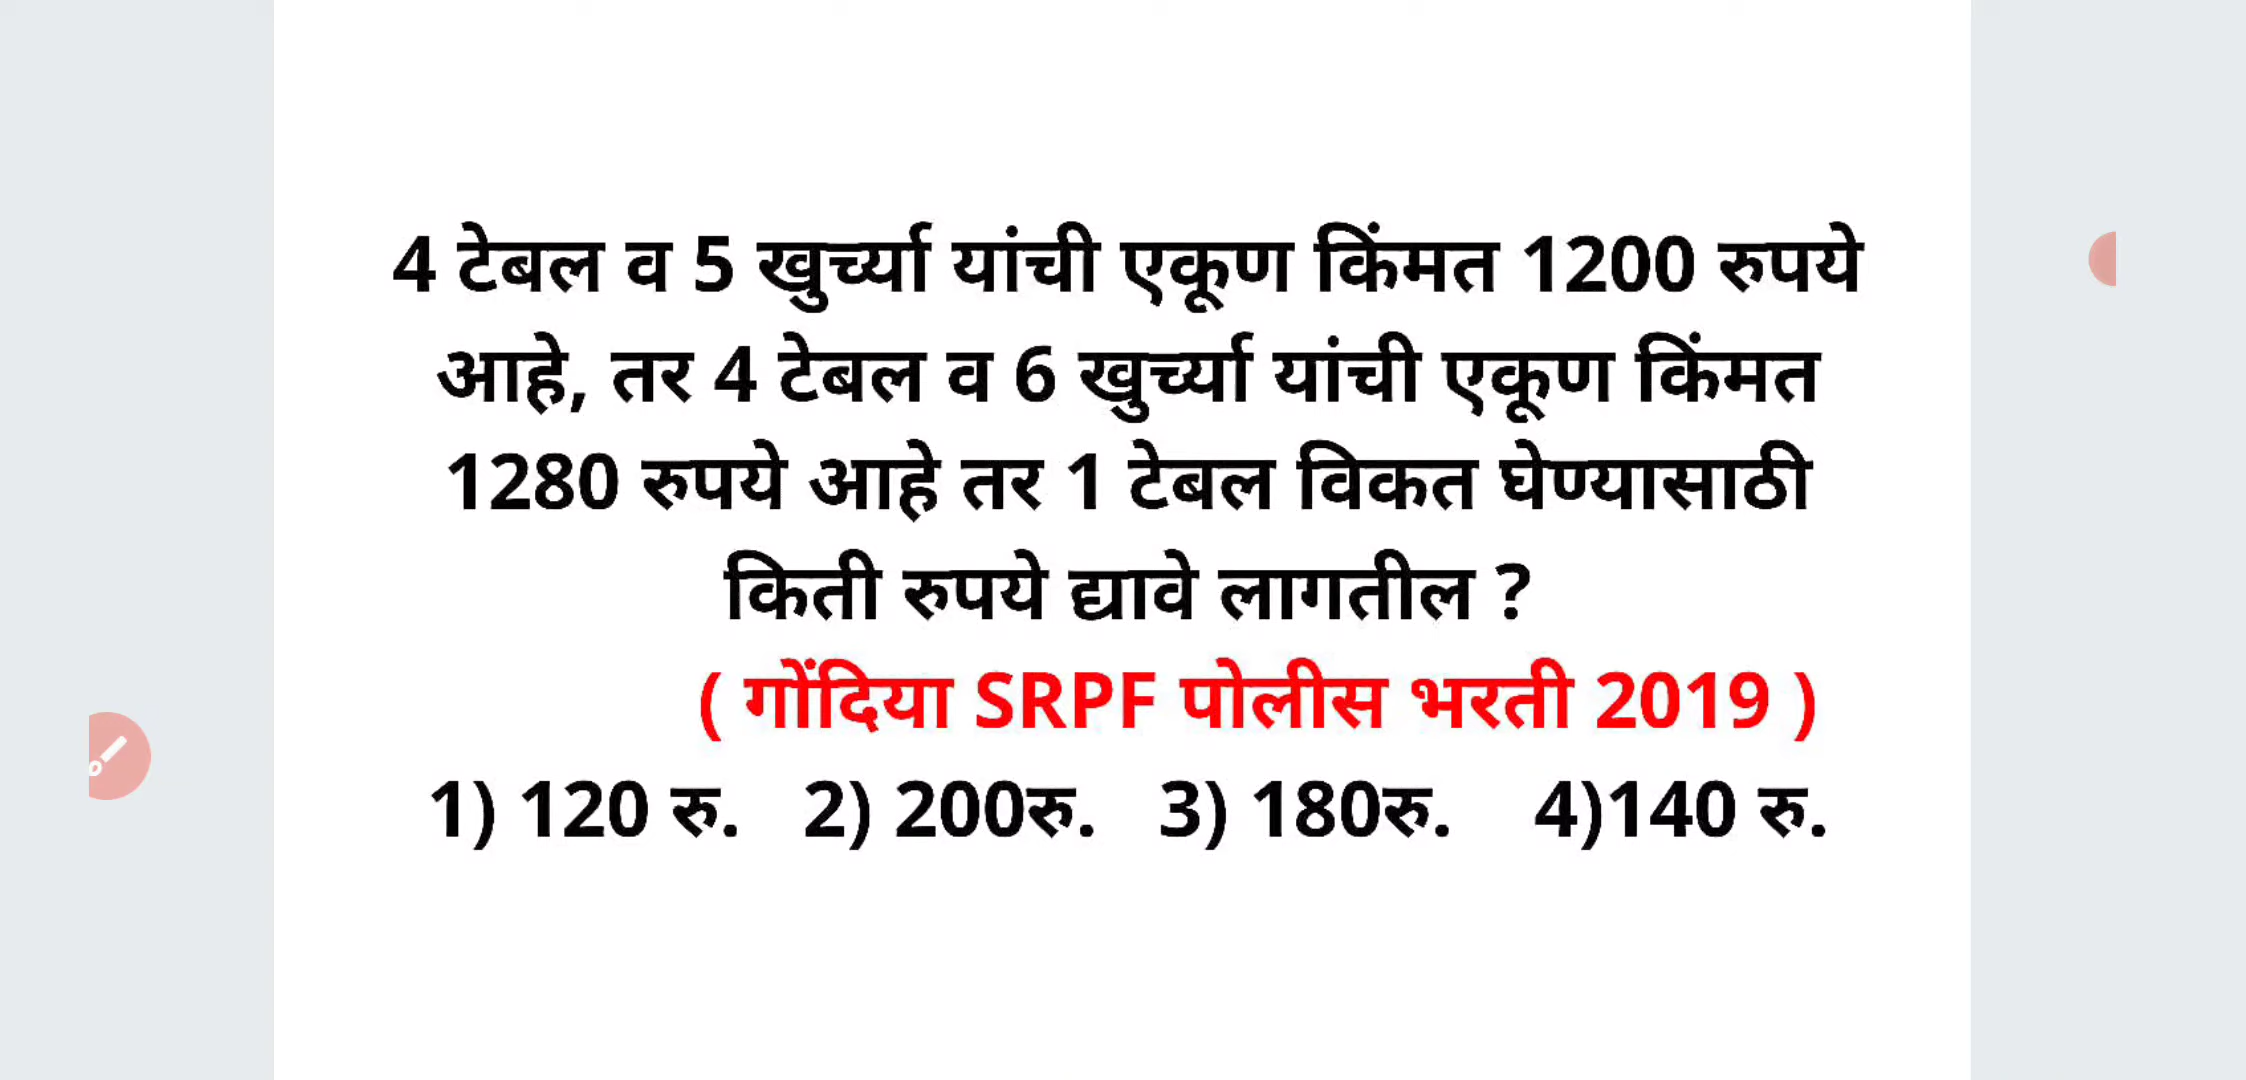 4 टेबल व 5 खुर्च्या यांची एकूण किंमत 1200 रुपये
आहे, तर 4 टेबल व 6 खुर्च्या यांची एकूण किंमत
1280 रुपये आहे तर 1 टेबल विकत घेण्यासाठी
किती रुपये द्यावे लागतील ?
( गोंदिया SRPF पोलीस भरती 2019 )
1) 120 रु. 2) 200रु. 3) 180रु. 4)140 रु.